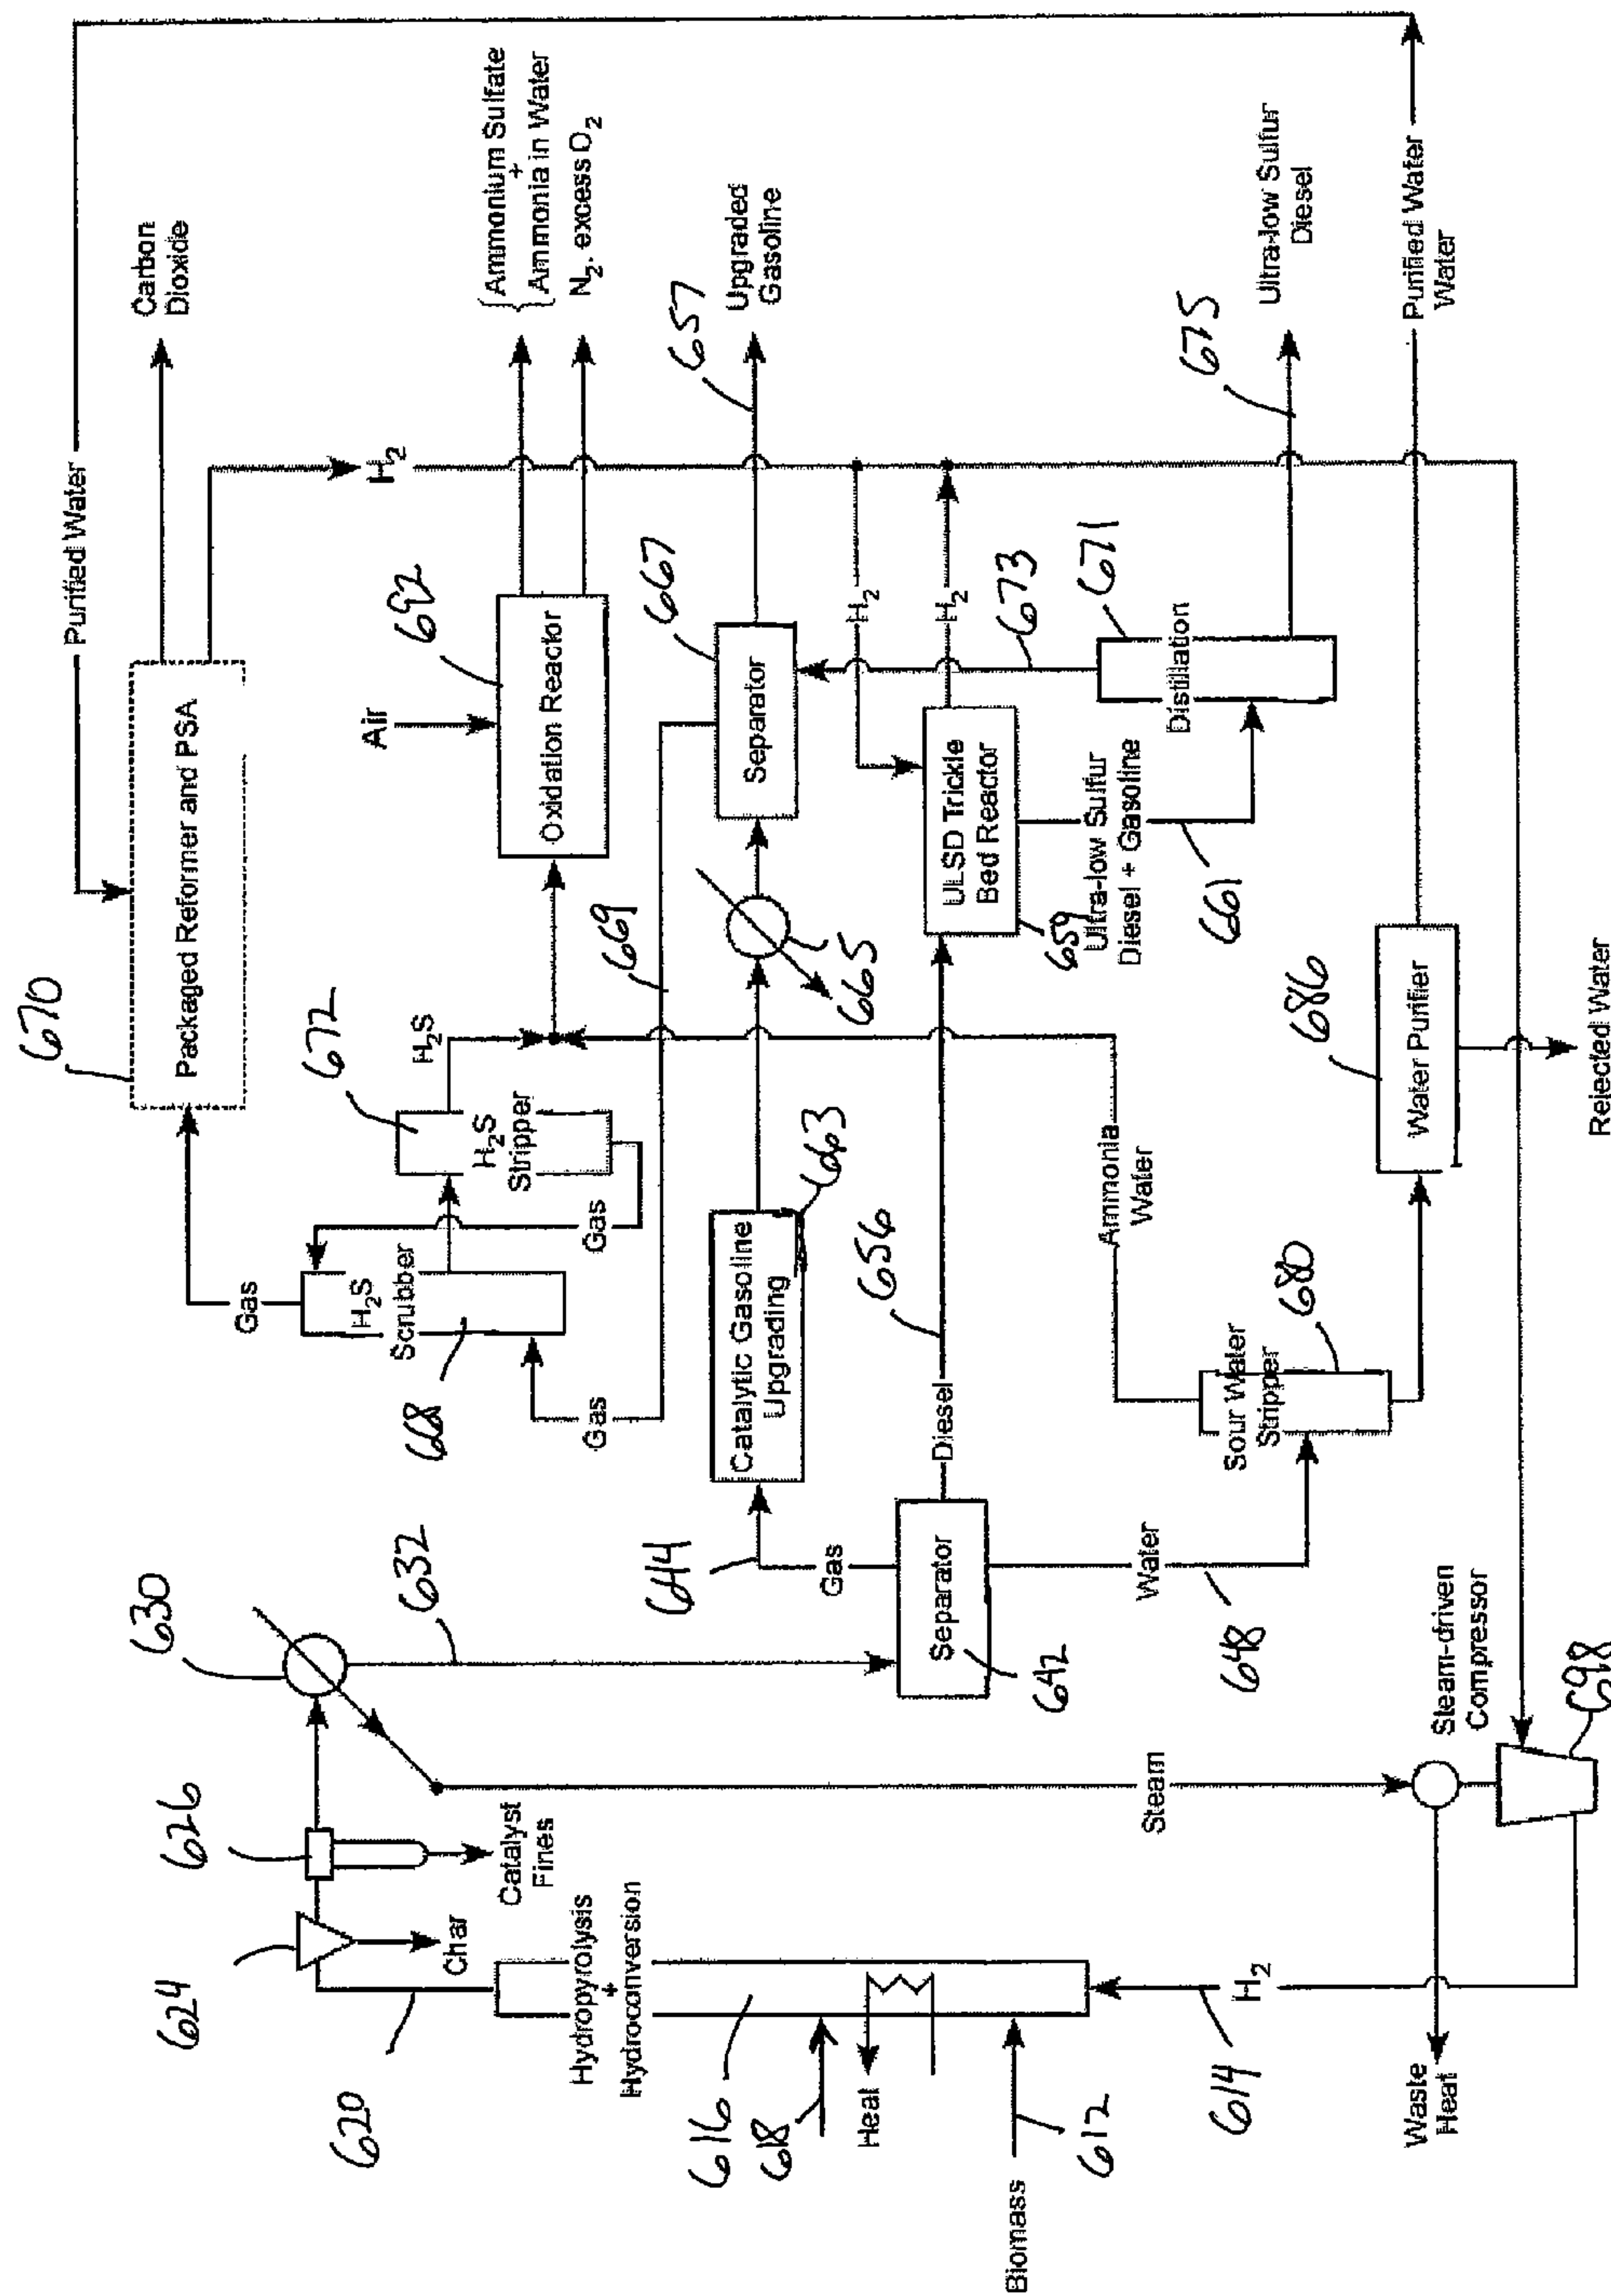 Biomass
612
618
616
Heat
Hydropyrolysis
+
Hydroconversion
620
624
Char
626
Catalyst
Fines
630
632
614
H₂
Waste
Heat
Steam
Steam-driven
Compressor
698
Separator
642
Gas
644
Water
648
Diesel
656
Catalytic Gasoline
Upgrading
663
Gas
668
H₂S
Scrubber
Gas
Gas
672
H₂S
Stripper
H₂S
670
Packaged Reformer and PSA
Purified Water
Carbon
Dioxide
H₂
Air
692
Oxidation Reactor
Ammonium Sulfate
+
Ammonia in Water
N₂. excess O₂
669
665
Separator
667
657
Upgraded
Gasoline
ULSD Trickle
Bed Reactor
659
H₂
H₂
Ultra-low Sulfur
Diesel + Gasoline
661
Distillation
673
671
675
Ultra-low Sulfur
Diesel
Sour Water
Stripper
680
Ammonia
Water
Water Purifier
686
Rejected Water
Purified Water
Water